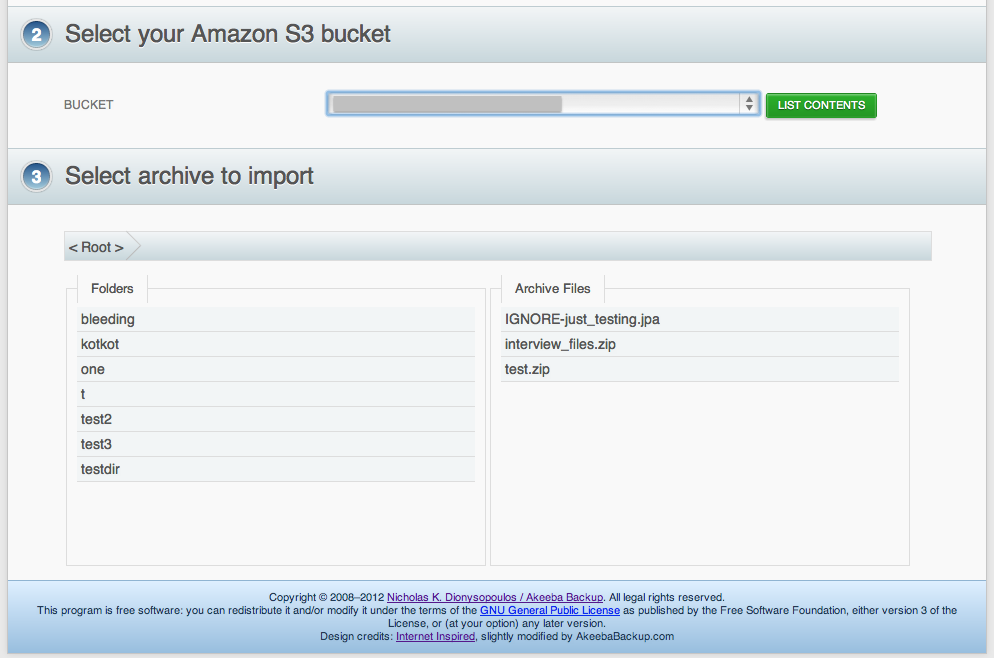 2 Select your Amazon S3 bucket
BUCKET
LIST CONTENTS
3 Select archive to import
< Root >
Folders
bleeding
kotkot
one
t
test2
test3
testdir
Archive Files
IGNORE-just_testing.jpa
interview_files.zip
test.zip
Copyright © 2008–2012 Nicholas K. Dionysopoulos / Akeeba Backup. All legal rights reserved.
This program is free software: you can redistribute it and/or modify it under the terms of the GNU General Public License as published by the Free Software Foundation, either version 3 of the
License, or (at your option) any later version.
Design credits: Internet Inspired, slightly modified by AkeebaBackup.com